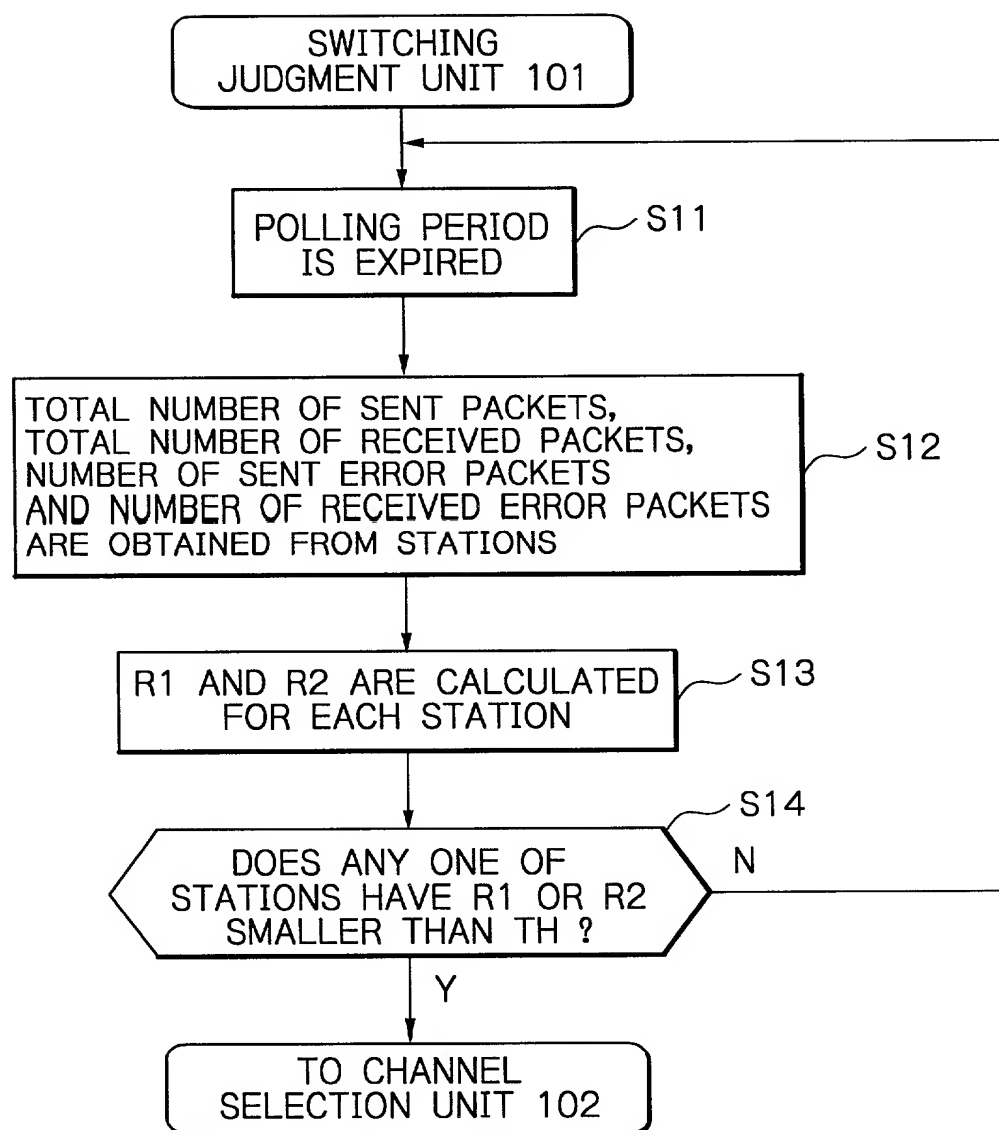 SWITCHING
JUDGMENT UNIT 101
POLLING PERIOD
IS EXPIRED
S11
TOTAL NUMBER OF SENT PACKETS,
TOTAL NUMBER OF RECEIVED PACKETS,
NUMBER OF SENT ERROR PACKETS
AND NUMBER OF RECEIVED ERROR PACKETS
ARE OBTAINED FROM STATIONS
S12
R1 AND R2 ARE CALCULATED
FOR EACH STATION
S13
S14
DOES ANY ONE OF
STATIONS HAVE R1 OR R2
SMALLER THAN TH ?
N
Y
TO CHANNEL
SELECTION UNIT 102